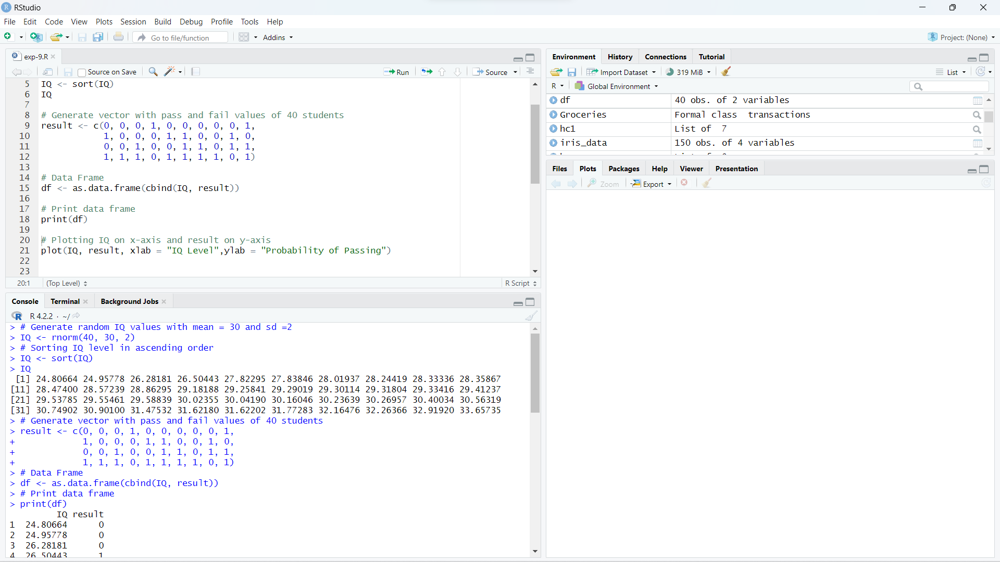 RStudio
File Edit Code View Plots Session Build Debug Profile Tools Help
Go to file/function Addins Project: (None)
exp-9.R
Source on Save Run Source
5 IQ <- sort(IQ)
6 IQ
7
8 # Generate vector with pass and fail values of 40 students
9 result <- c(0, 0, 0, 1, 0, 0, 0, 0, 0, 1,
10 1, 0, 0, 0, 1, 1, 0, 0, 1, 0,
11 0, 0, 1, 0, 0, 1, 1, 0, 1, 1,
12 1, 1, 1, 0, 1, 1, 1, 1, 0, 1)
13
14 # Data Frame
15 df <- as.data.frame(cbind(IQ, result))
16
17 # Print data frame
18 print(df)
19
20 # Plotting IQ on x-axis and result on y-axis
21 plot(IQ, result, xlab = "IQ Level",ylab = "Probability of Passing")
22
23
20:1 (Top Level) R Script
Console Terminal Background Jobs
R 4.2.2 · ~/
> # Generate random IQ values with mean = 30 and sd =2
> IQ <- rnorm(40, 30, 2)
> # Sorting IQ level in ascending order
> IQ <- sort(IQ)
> IQ
[1] 24.80664 24.95778 26.28181 26.50443 27.82295 27.83846 28.01937 28.24419 28.33336 28.35867
[11] 28.47400 28.57239 28.86295 29.18188 29.25841 29.29019 29.30114 29.31804 29.33416 29.41237
[21] 29.53785 29.55461 29.58839 30.02355 30.04190 30.16046 30.23639 30.26957 30.40034 30.56319
[31] 30.74902 30.90100 31.47532 31.62180 31.62202 31.77283 32.16476 32.26366 32.91920 33.65735
> # Generate vector with pass and fail values of 40 students
> result <- c(0, 0, 0, 1, 0, 0, 0, 0, 0, 1,
+ 1, 0, 0, 0, 1, 1, 0, 0, 1, 0,
+ 0, 0, 1, 0, 0, 1, 1, 0, 1, 1,
+ 1, 1, 1, 0, 1, 1, 1, 1, 0, 1)
> # Data Frame
> df <- as.data.frame(cbind(IQ, result))
> # Print data frame
> print(df)
IQ result
1 24.80664 0
2 24.95778 0
3 26.28181 0
4 26.50443 1
Environment History Connections Tutorial
Import Dataset 319 MiB List
R Global Environment
df 40 obs. of 2 variables
Groceries Formal class transactions
hc1 List of 7
iris_data 150 obs. of 4 variables
Files Plots Packages Help Viewer Presentation
Zoom Export